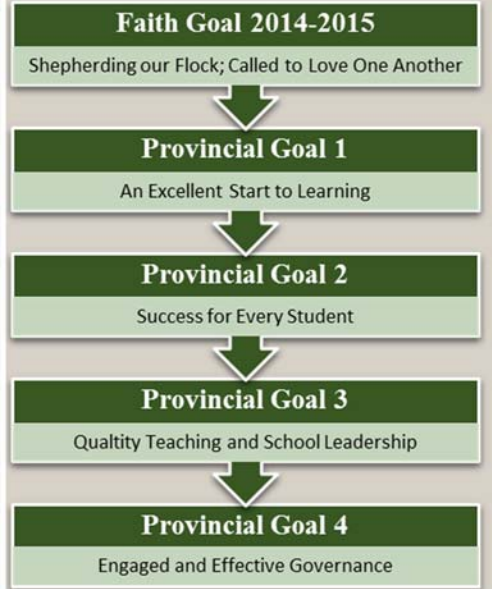 Faith Goal 2014-2015
Shepherding our Flock; Called to Love One Another
Provincial Goal 1
An Excellent Start to Learning
Provincial Goal 2
Success for Every Student
Provincial Goal 3
Qualtity Teaching and School Leadership
Provincial Goal 4
Engaged and Effective Governance